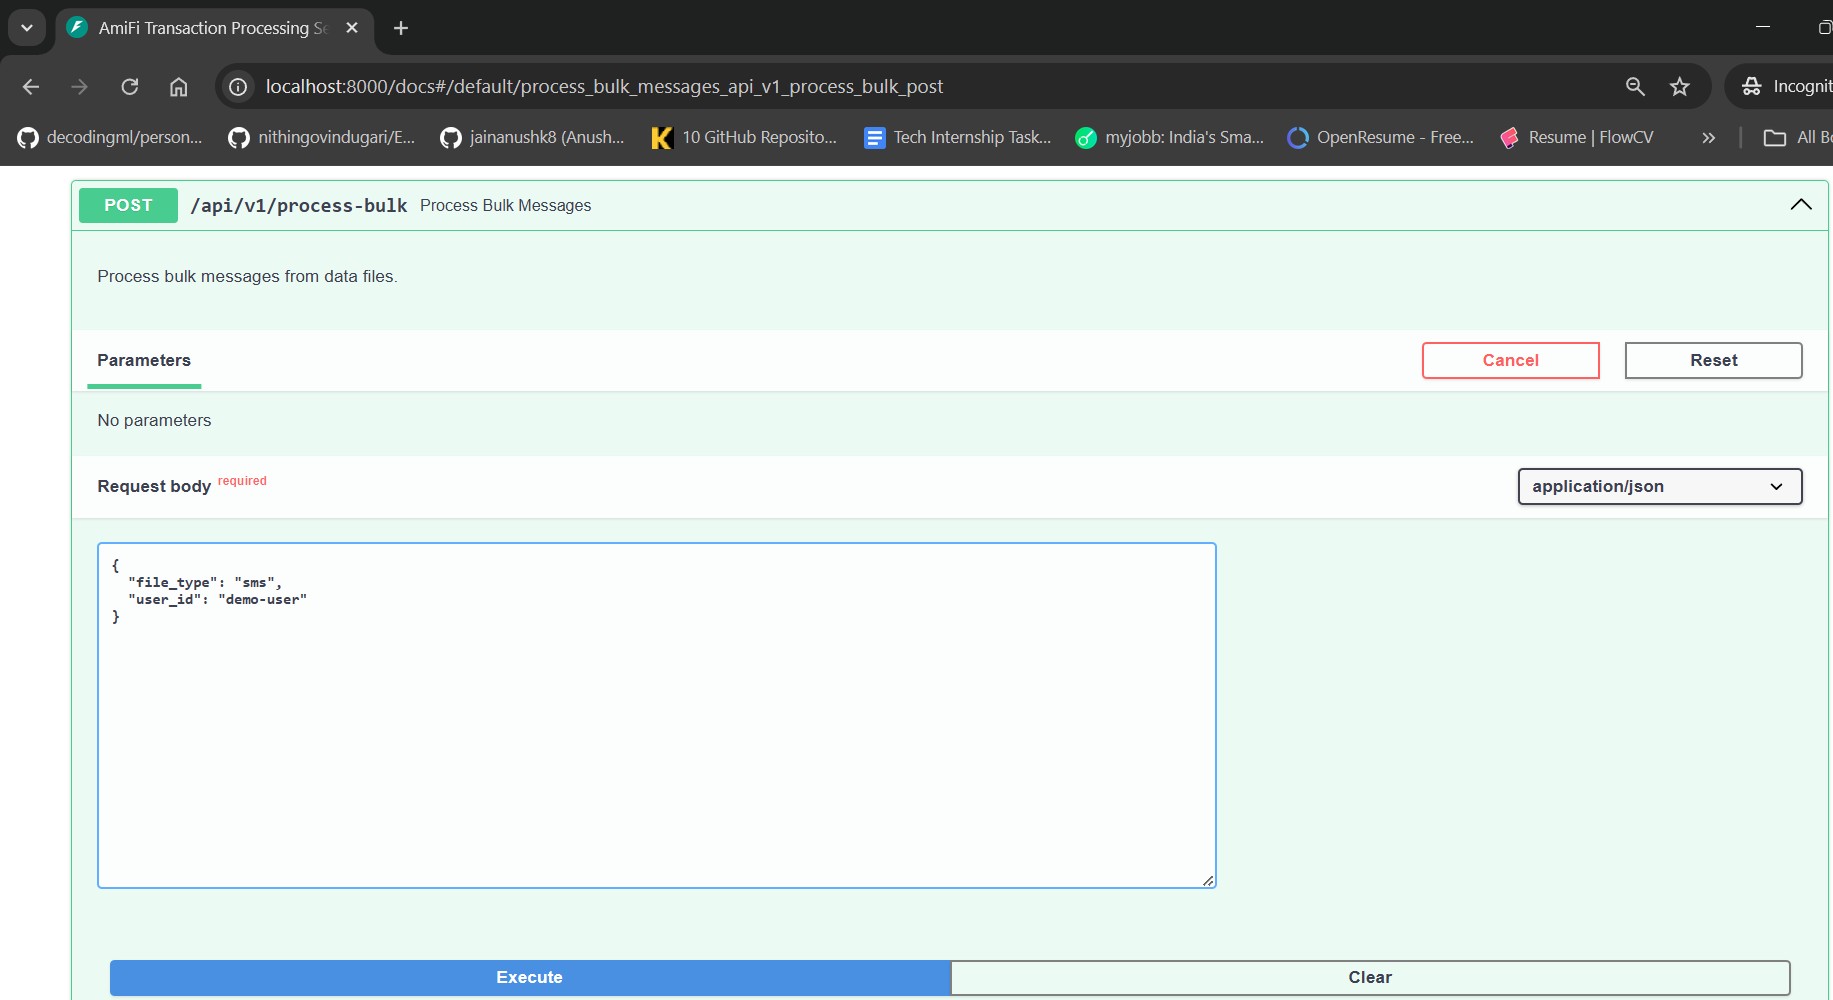 AmiFi Transaction Processing Se
localhost:8000/docs#/default/process_bulk_messages_api_v1_process_bulk_post
Incognit
decodingml/person...
nithingovindugari/E...
jainanushk8 (Anush...
10 GitHub Reposito...
Tech Internship Task...
myjobb: India's Sma...
OpenResume - Free...
Resume | FlowCV
»
All Bo
POST /api/v1/process-bulk Process Bulk Messages
Process bulk messages from data files.
Parameters
Cancel
Reset
No parameters
Request body required
application/json
{
"file_type": "sms",
"user_id": "demo-user"
}
Execute
Clear